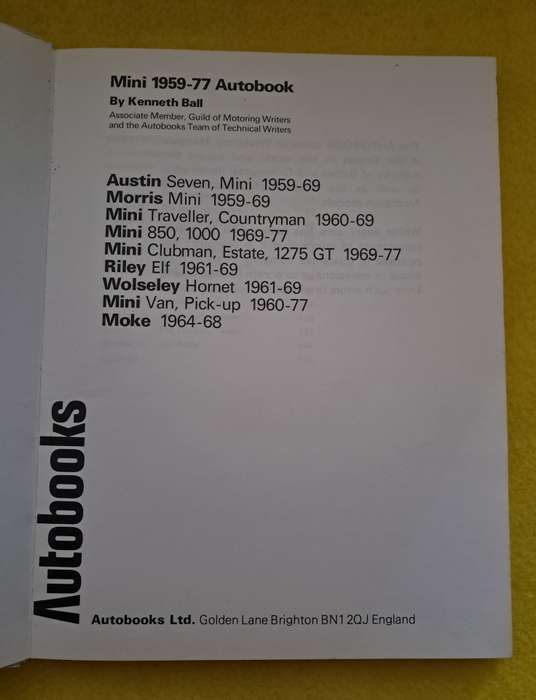 Mini 1959-77 Autobook
By Kenneth Ball
Associate Member, Guild of Motoring Writers
and the Autobooks Team of Technical Writers
Austin Seven, Mini 1959-69
Morris Mini 1959-69
Mini Traveller, Countryman 1960-69
Mini 850, 1000 1969-77
Mini Clubman, Estate, 1275 GT 1969-77
Riley Elf 1961-69
Wolseley Hornet 1961-69
Mini Van, Pick-up 1960-77
Moke 1964-68
Autobooks
Autobooks Ltd. Golden Lane Brighton BN1 2QJ England